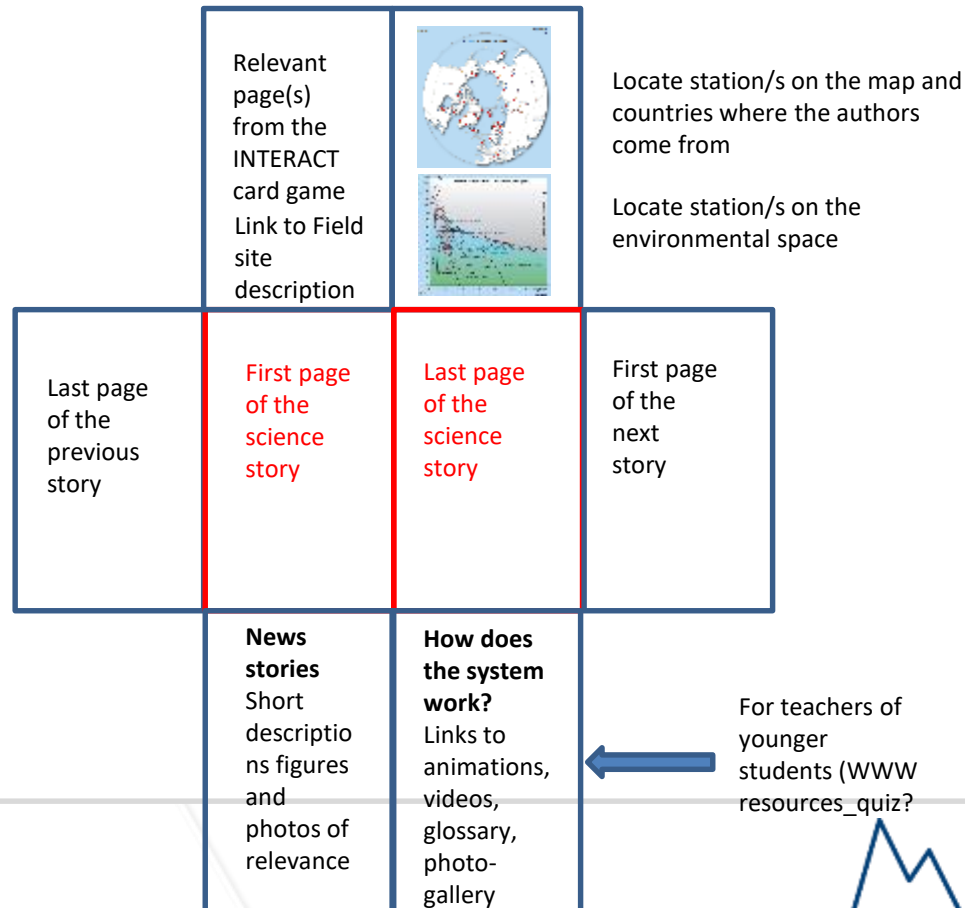 Relevant
page(s)
from the
INTERACT
card game
Link to Field
site
description
Locate station/s on the map and
countries where the authors
come from
Locate station/s on the
environmental space
Last page
of the
previous
story
First page
of the
science
story
Last page
of the
science
story
First page
of the
next
story
News
stories
Short
descriptio
ns figures
and
photos of
relevance
How does
the system
work?
Links to
animations,
videos,
glossary,
photo-
gallery
For teachers of
younger
students (WWW
resources_quiz?